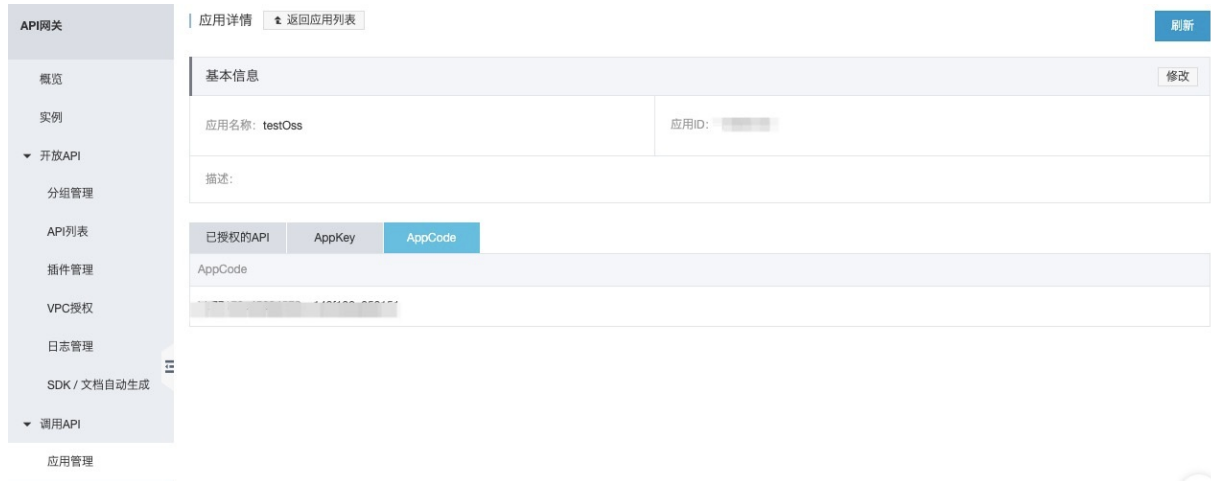 API网关
概览
实例
开放API
分组管理
API列表
插件管理
VPC授权
日志管理
SDK / 文档自动生成
调用API
应用管理
应用详情
返回应用列表
刷新
基本信息
修改
应用名称: testOss
应用ID:
描述:
已授权的API
AppKey
AppCode
AppCode